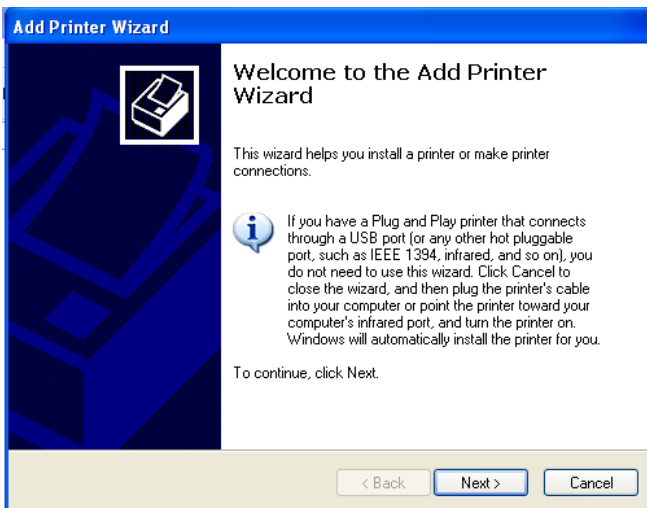 Add Printer Wizard
Welcome to the Add Printer
Wizard
This wizard helps you install a printer or make printer
connections.
If you have a Plug and Play printer that connects
through a USB port (or any other hot pluggable
port, such as IEEE 1394, infrared, and so on), you
do not need to use this wizard. Click Cancel to
close the wizard, and then plug the printer's cable
into your computer or point the printer toward your
computer's infrared port, and turn the printer on.
Windows will automatically install the printer for you.
To continue, click Next.
< Back
Next >
Cancel